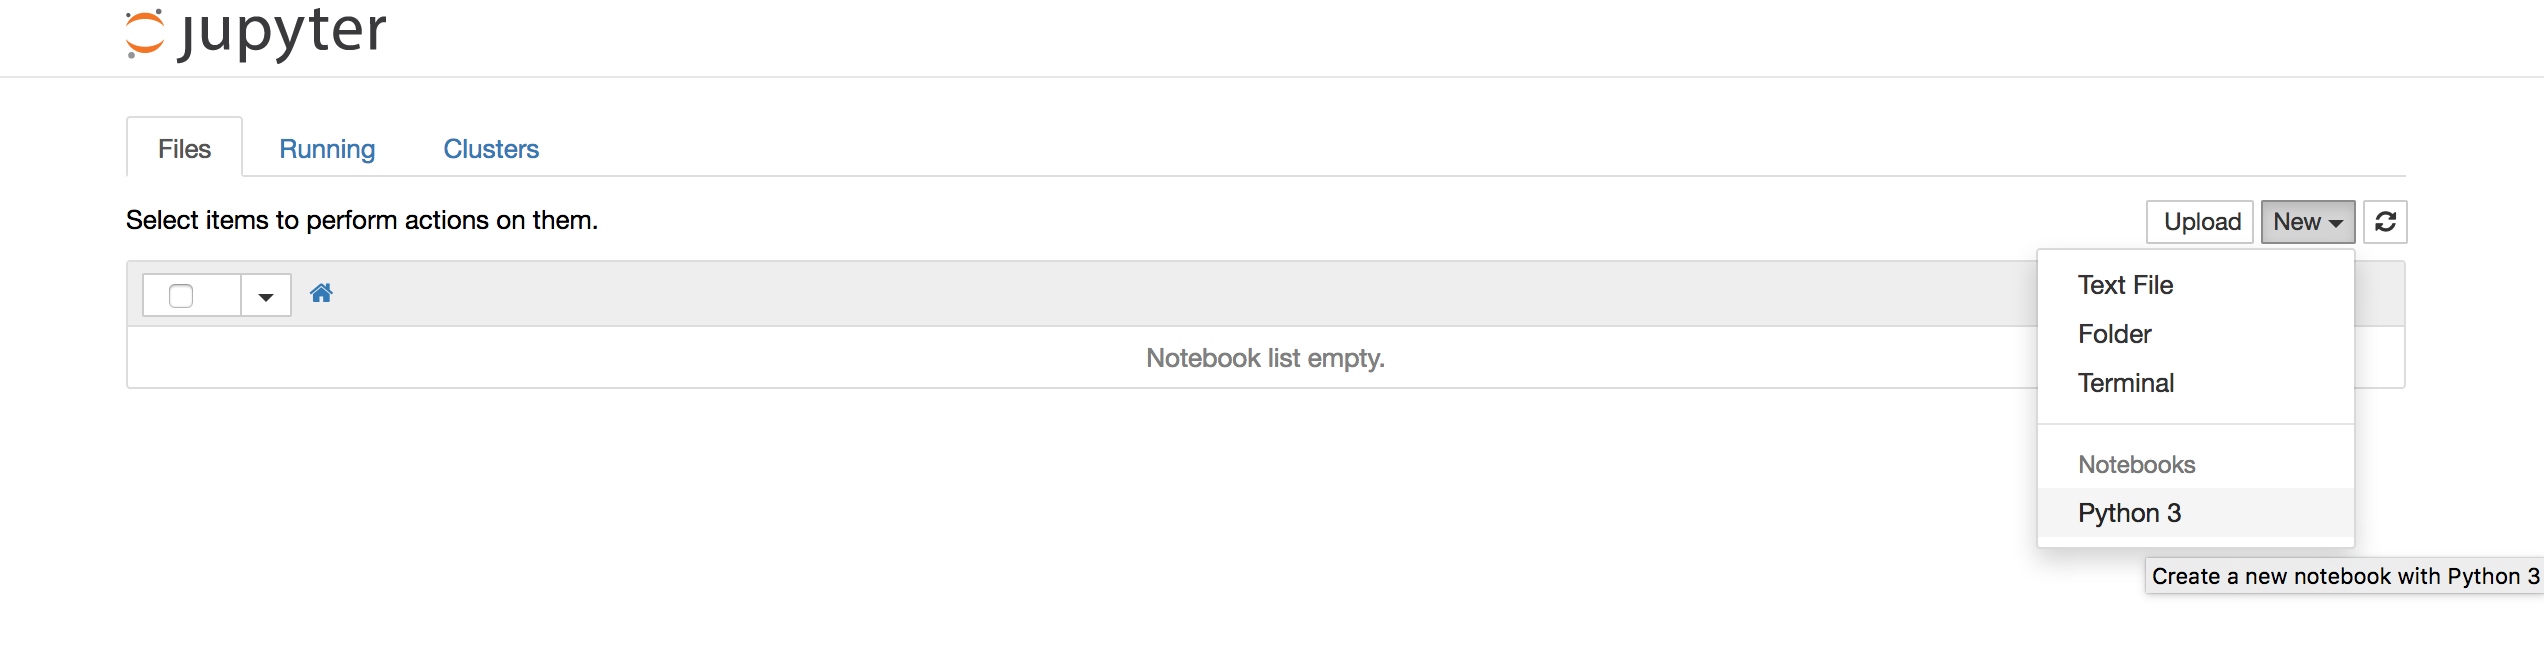 jupyter
Files Running Clusters
Select items to perform actions on them.
Upload New
Notebook list empty.
Text File
Folder
Terminal
Notebooks
Python 3
Create a new notebook with Python 3